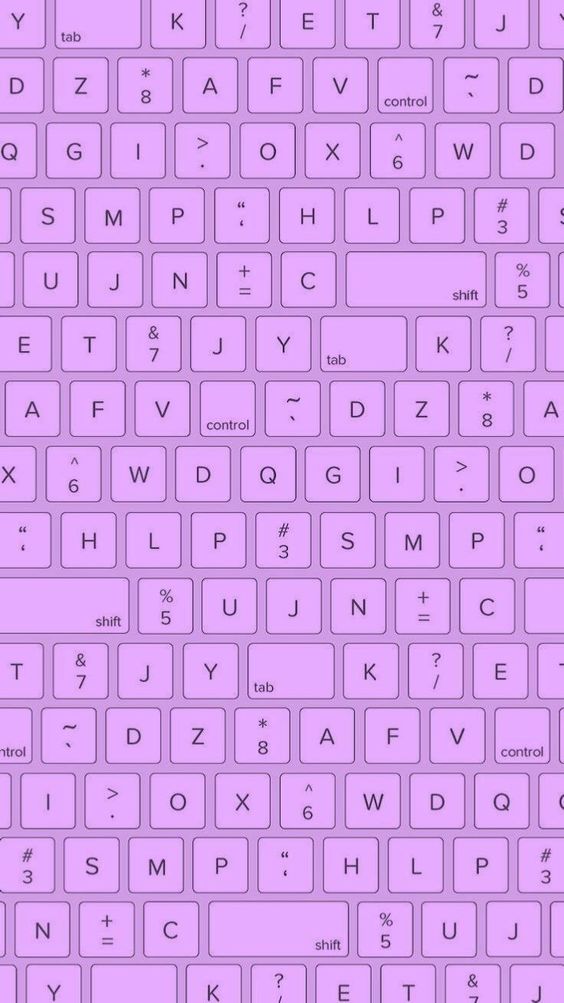 Y tab K ? / E T & 7 J
D Z * 8 A F V control ~ ` D
Q G I > . O X ^ 6 W D
S M P “ ‘ H L P # 3 S
U J N + = C shift % 5
E T & 7 J Y tab K ? /
A F V control ~ ` D Z * 8 A
X ^ 6 W D Q G I > . O
“ ‘ H L P # 3 S M P “ ‘
shift % 5 U J N + = C
T & 7 J Y tab K ? / E
ntrol ~ ` D Z * 8 A F V control
I > . O X ^ 6 W D Q
# 3 S M P “ ‘ H L P # 3
N + = C shift % 5 U J
Y K ? / E T & 7 J